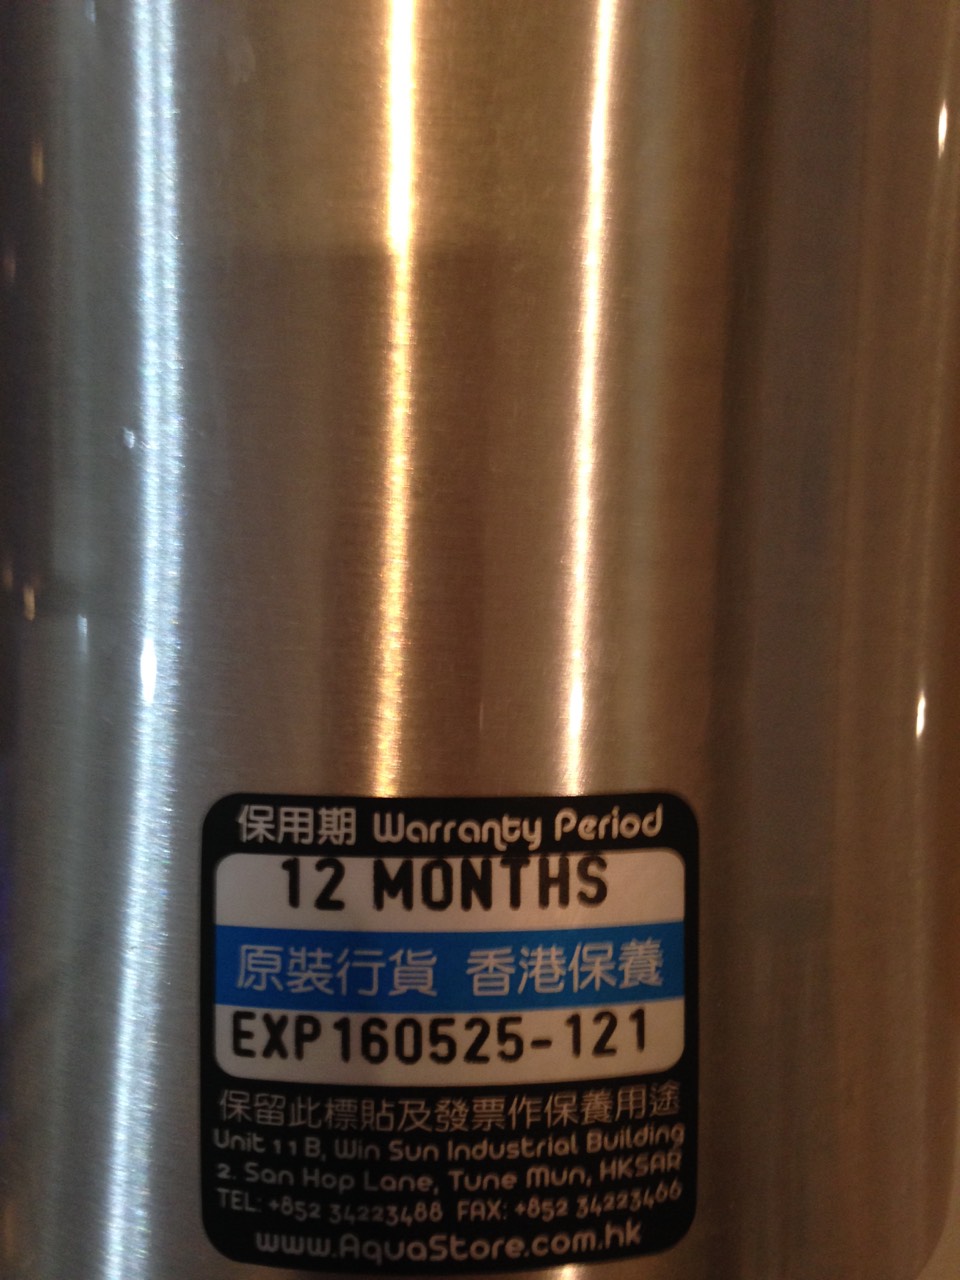 保用期 Warranty Period
12 MONTHS
原裝行貨 香港保養
EXP160525-121
保留此標貼及發票作保養用途
Unit 11B, Win Sun Industrial Building
2. San Hop Lane, Tune Mun, HKSAR
TEL: +852 34223488 FAX: +852 34223466
www.AquaStore.com.hk